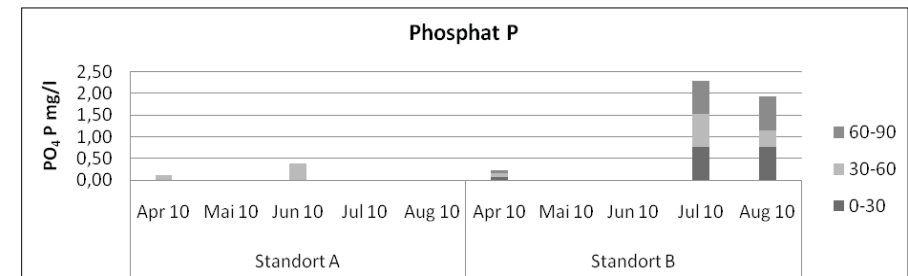 Phosphat P
PO4 P mg/l
2,50
2,00
1,50
1,00
0,50
0,00
Apr 10 Mai 10 Jun 10 Jul 10 Aug 10 Apr 10 Mai 10 Jun 10 Jul 10 Aug 10
Standort A Standort B
60-90
30-60
0-30